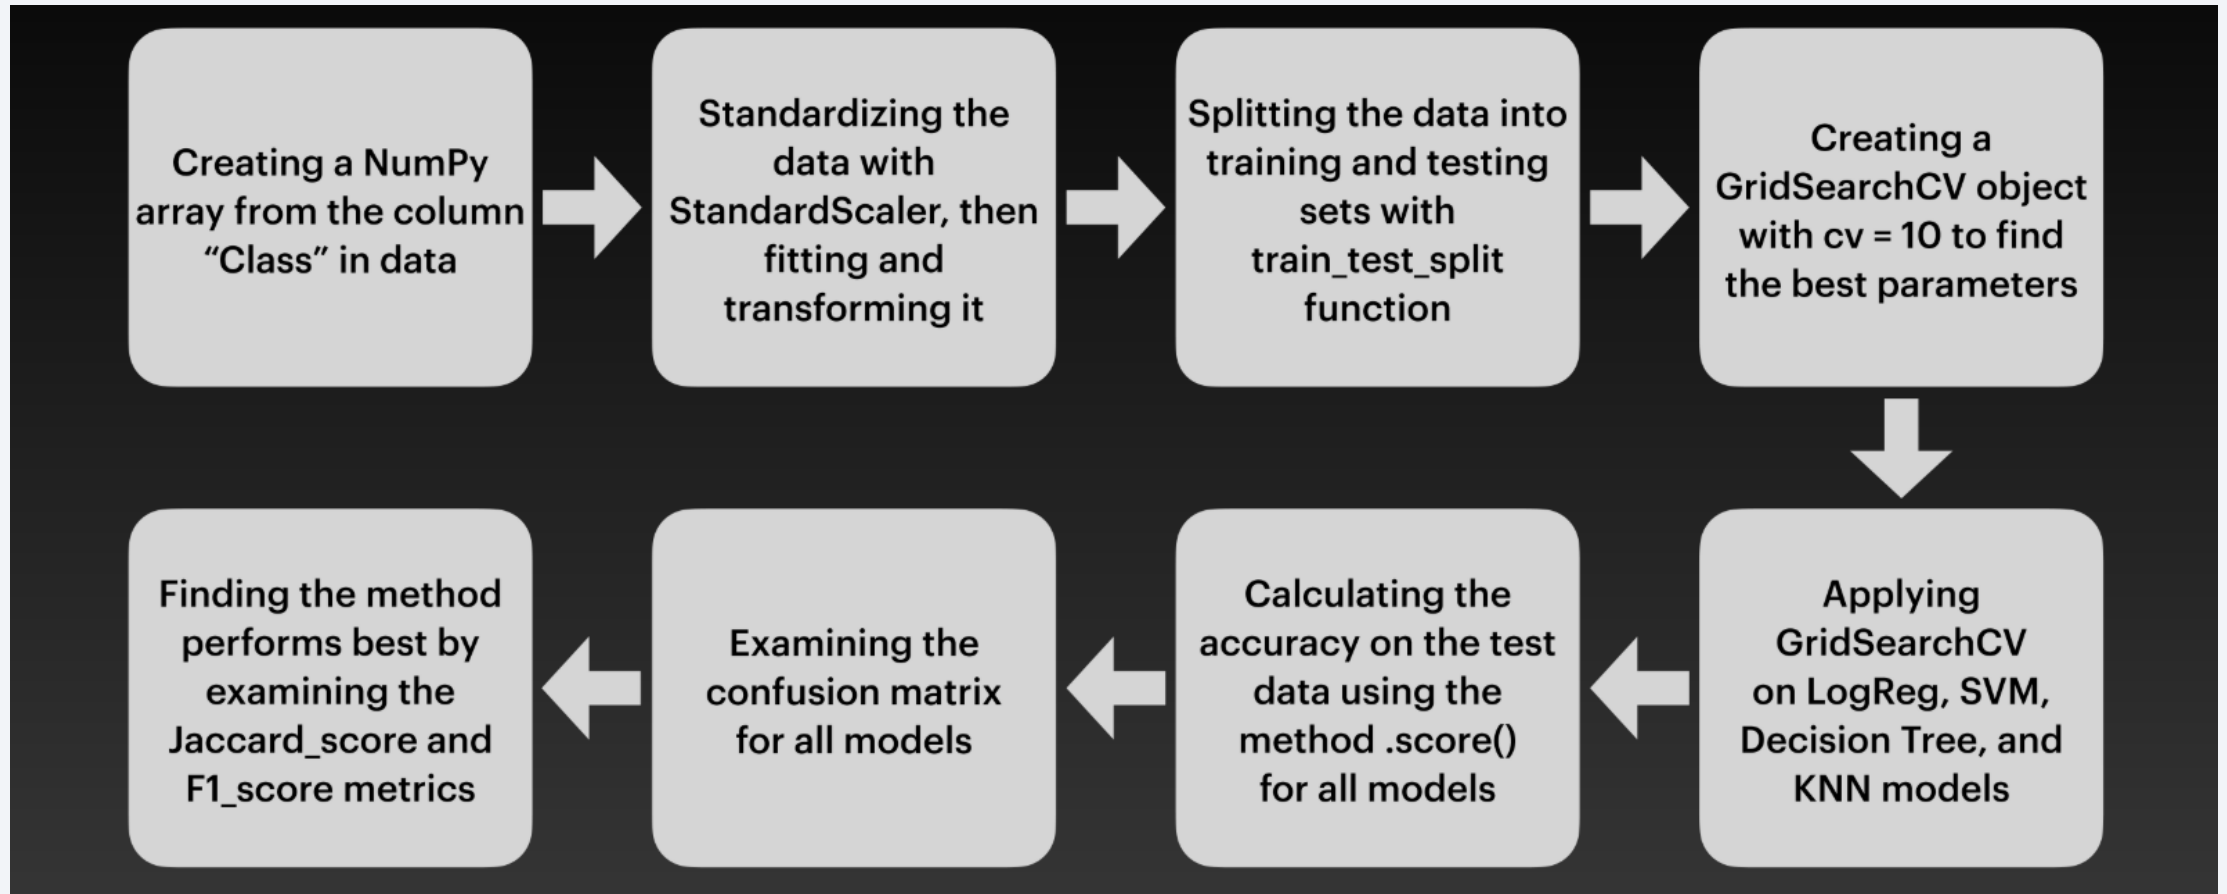 Creating a NumPy
array from the column
“Class” in data
Standardizing the
data with
StandardScaler, then
fitting and
transforming it
Splitting the data into
training and testing
sets with
train_test_split
function
Creating a
GridSearchCV object
with cv = 10 to find
the best parameters
Applying
GridSearchCV
on LogReg, SVM,
Decision Tree, and
KNN models
Calculating the
accuracy on the test
data using the
method .score()
for all models
Examining the
confusion matrix
for all models
Finding the method
performs best by
examining the
Jaccard_score and
F1_score metrics